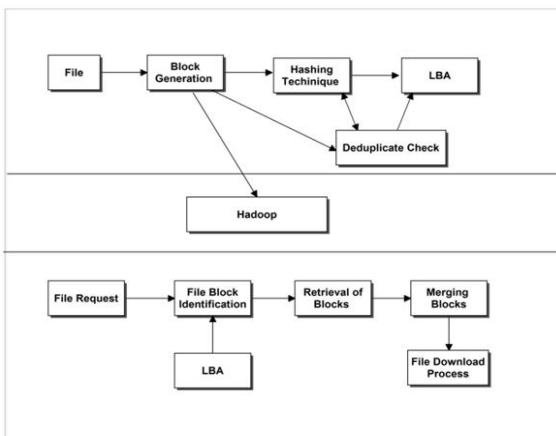 File
Block
Generation
Hashing
Techinique
LBA
Deduplicate Check
Hadoop
File Request
File Block
Identification
Retrieval of
Blocks
Merging
Blocks
LBA
File Download
Process